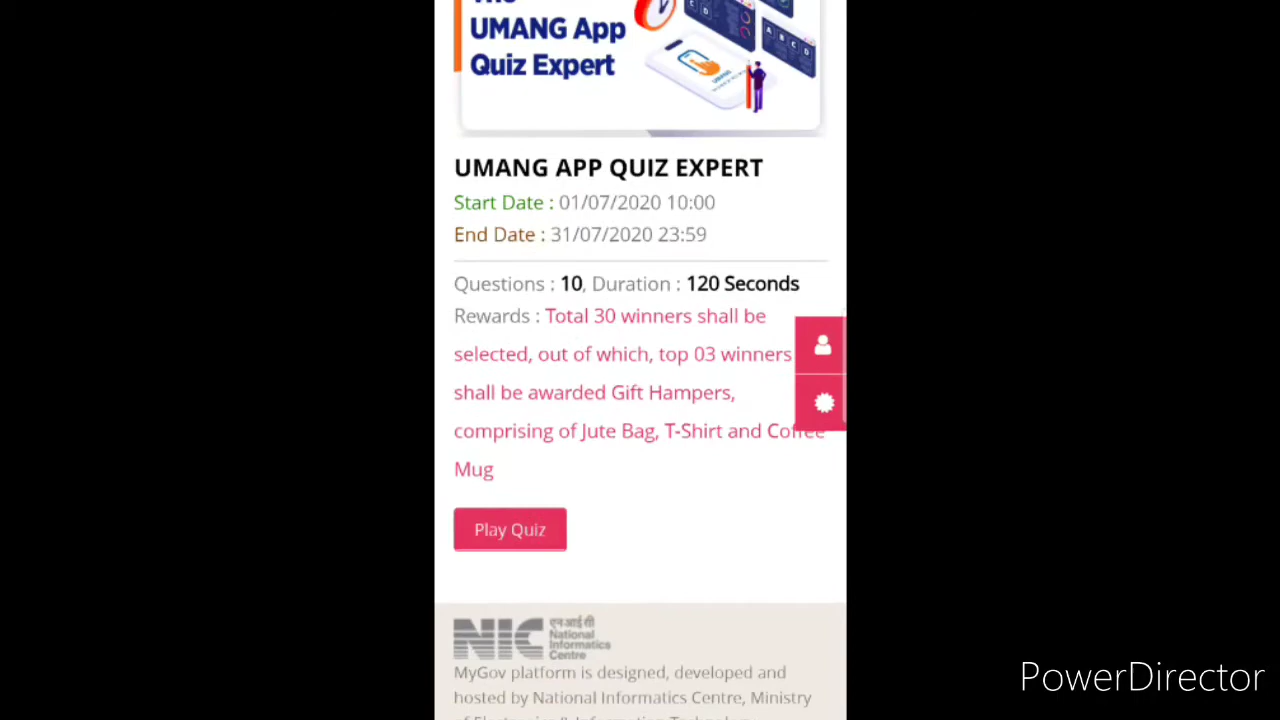 UMANG App
Quiz Expert
C D
A B C D
UMANG APP QUIZ EXPERT
Start Date : 01/07/2020 10:00
End Date : 31/07/2020 23:59
Questions : 10, Duration : 120 Seconds
Rewards : Total 30 winners shall be
selected, out of which, top 03 winners
shall be awarded Gift Hampers,
comprising of Jute Bag, T-Shirt and Coffee
Mug
Play Quiz
NIC एन आई सी
National
Informatics
Centre
MyGov platform is designed, developed and
hosted by National Informatics Centre, Ministry
PowerDirector